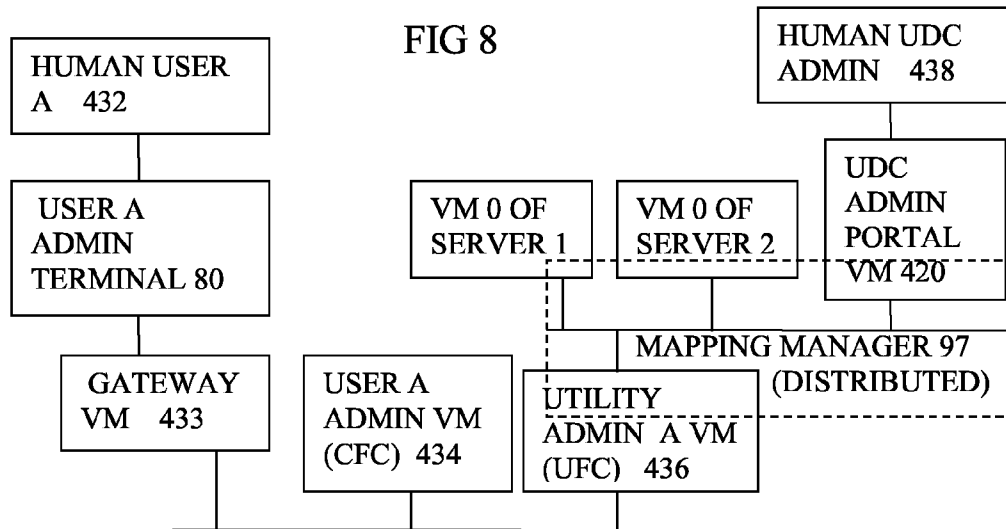 FIG 8
HUMAN USER
A 432
HUMAN UDC
ADMIN 438
USER A
ADMIN
TERMINAL 80
VM 0 OF
SERVER 1
VM 0 OF
SERVER 2
UDC
ADMIN
PORTAL
VM 420
MAPPING MANAGER 97
(DISTRIBUTED)
GATEWAY
VM 433
USER A
ADMIN VM
(CFC) 434
UTILITY
ADMIN A VM
(UFC) 436